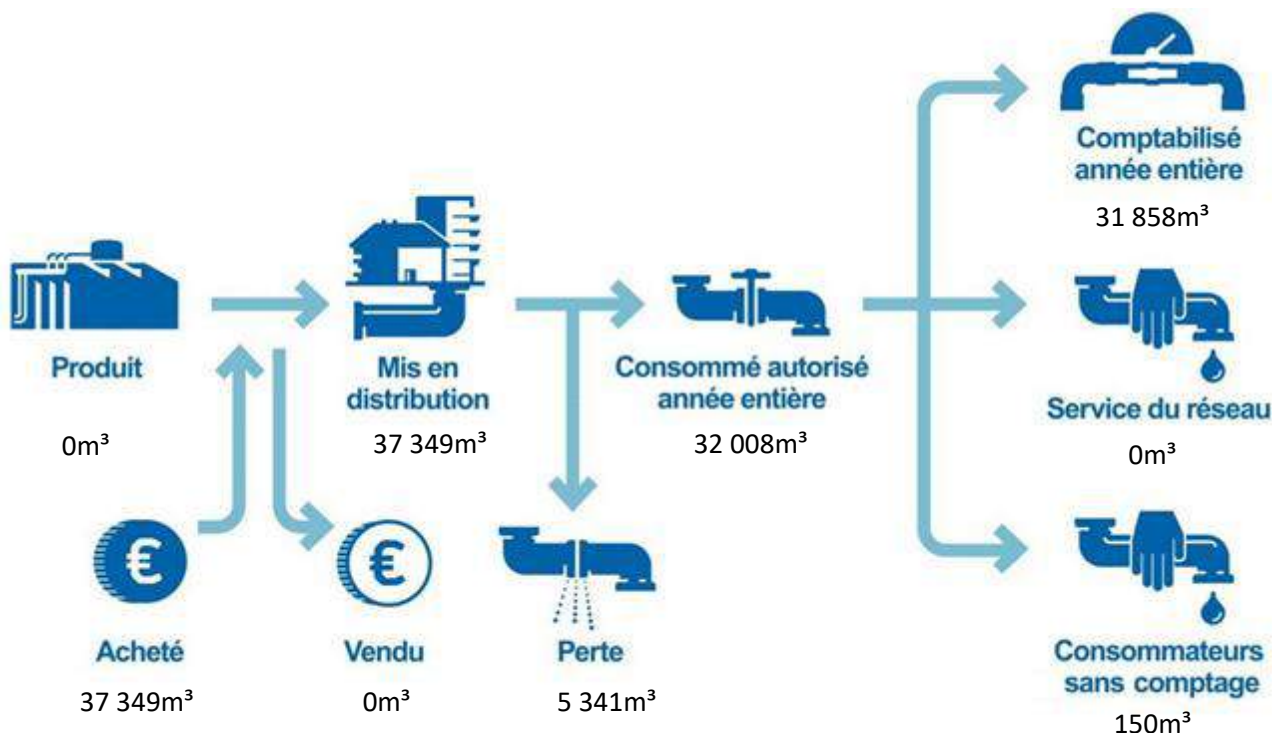 Comptabilisé
année entière
31 858m³
Produit
0m³
Mis en
distribution
37 349m³
Consommé autorisé
année entière
32 008m³
Service du réseau
0m³
€
Acheté
37 349m³
€
Vendu
0m³
Perte
5 341m³
Consommateurs
sans comptage
150m³